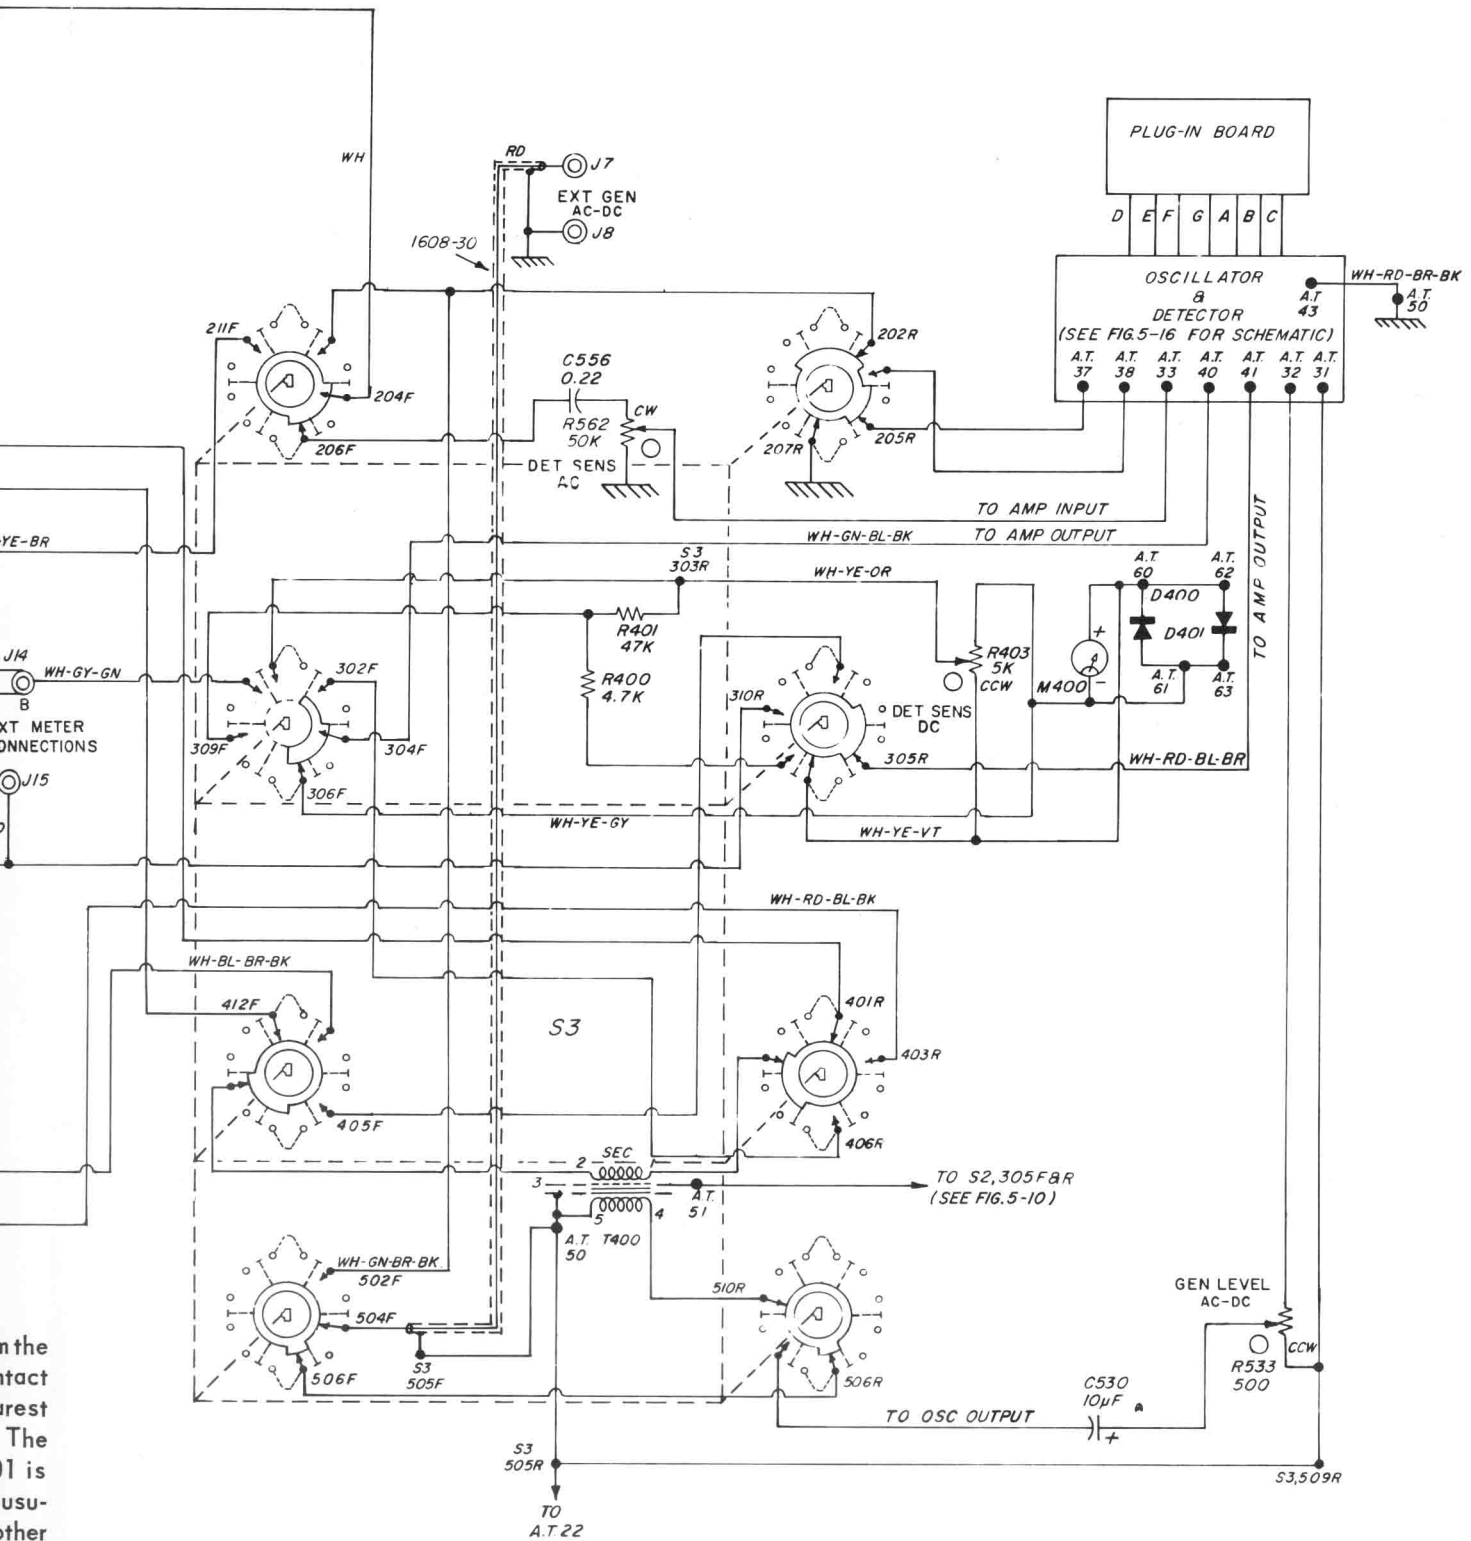 WH
RD
J7
EXT GEN
AC-DC
J8
1608-30
PLUG-IN BOARD
D E F G A B C
OSCILLATOR
&
DETECTOR
(SEE FIG.5-16 FOR SCHEMATIC)
A.T
43
WH-RD-BR-BK
A.T.
50
A.T. A.T. A.T. A.T. A.T. A.T. A.T.
37 38 33 40 41 32 31
211F
204F
206F
C556
0.22
R562
50K
CW
DET SENS
AC
202R
205R
207R
TO AMP INPUT
WH-GN-BL-BK
TO AMP OUTPUT
TO AMP OUTPUT
-YE-BR
S3
303R
WH-YE-OR
R401
47K
R400
4.7K
R403
5K
CCW
DET SENS
DC
M400
+
-
A.T.
60
A.T.
62
D400
D401
A.T.
61
A.T.
63
J14
B
WH-GY-GN
XT METER
ONNECTIONS
J15
302F
309F
304F
306F
310R
305R
WH-RD-BL-BR
WH-YE-GY
WH-YE-VT
WH-RD-BL-BK
WH-BL-BR-BK
412F
405F
S3
401R
403R
406R
SEC
2
3
5
4
A.T.
50
T400
A.T.
51
TO S2,305F&R
(SEE FIG.5-10)
WH-GN-BR-BK
502F
504F
506F
S3
505F
510R
506R
GEN LEVEL
AC-DC
CCW
R533
500
C530
10µF
+
TO OSC OUTPUT
S3
505R
S3,509R
TO
A.T.22
m the
ntact
arest
The
01 is
usu-
other